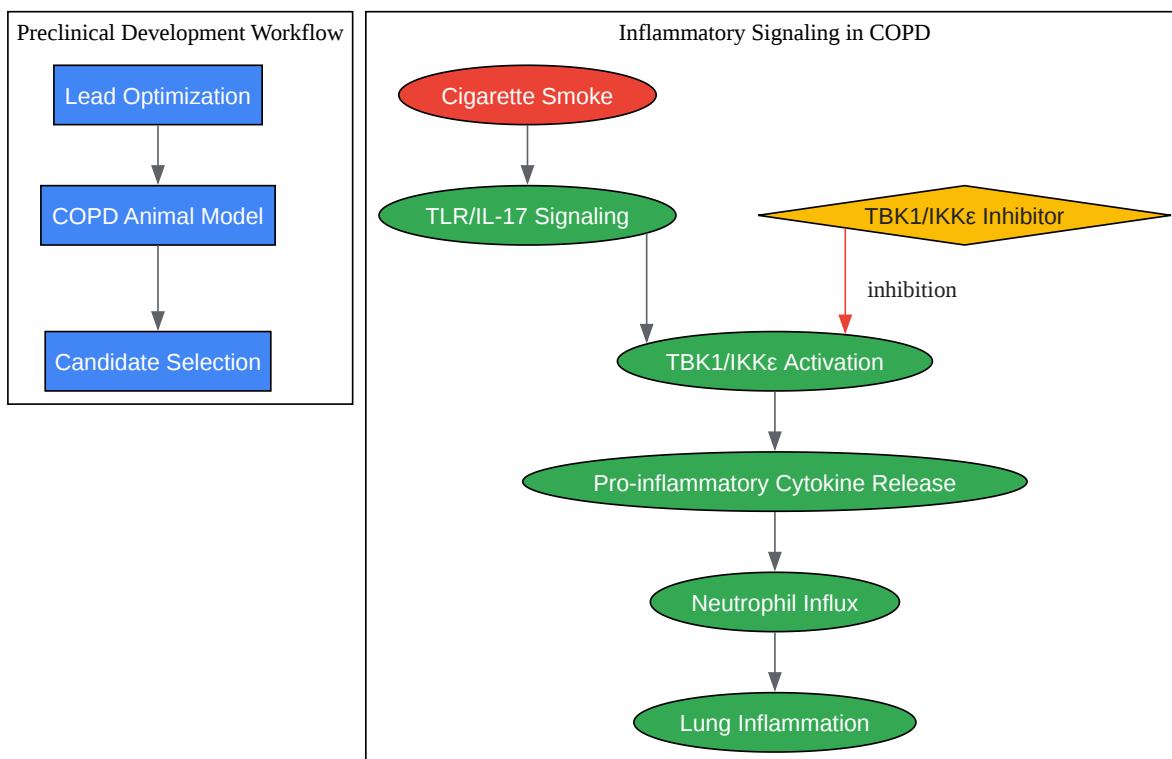 Preclinical Development Workflow
Lead Optimization
COPD Animal Model
Candidate Selection
Inflammatory Signaling in COPD
Cigarette Smoke
TLR/IL-17 Signaling
TBK1/IKKε Inhibitor
inhibition
TBK1/IKKε Activation
Pro-inflammatory Cytokine Release
Neutrophil Influx
Lung Inflammation